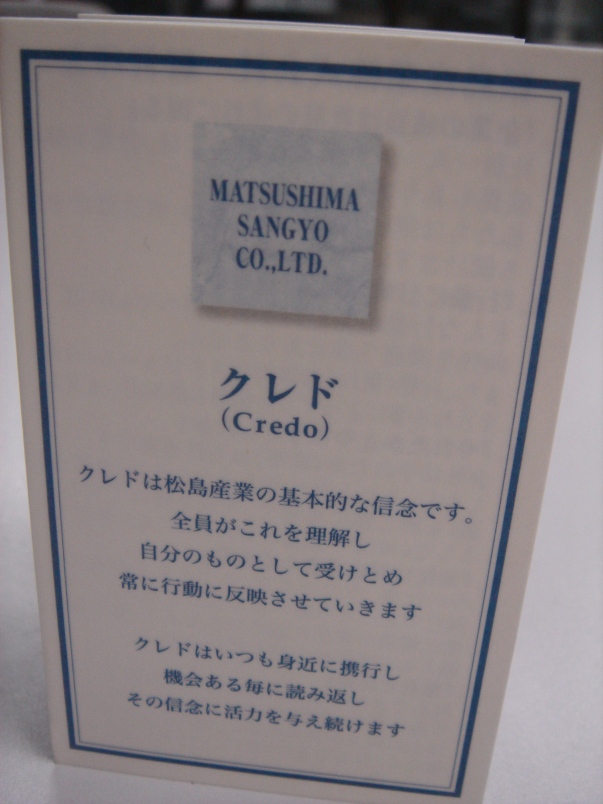 MATSUSHIMA
SANGYO
CO.,LTD.
クレド
(Credo)
クレドは松島産業の基本的な信念です。
全員がこれを理解し
自分のものとして受けとめ
常に行動に反映させていきます
クレドはいつも身近に携行し
機会ある毎に読み返し
その信念に活力を与え続けます